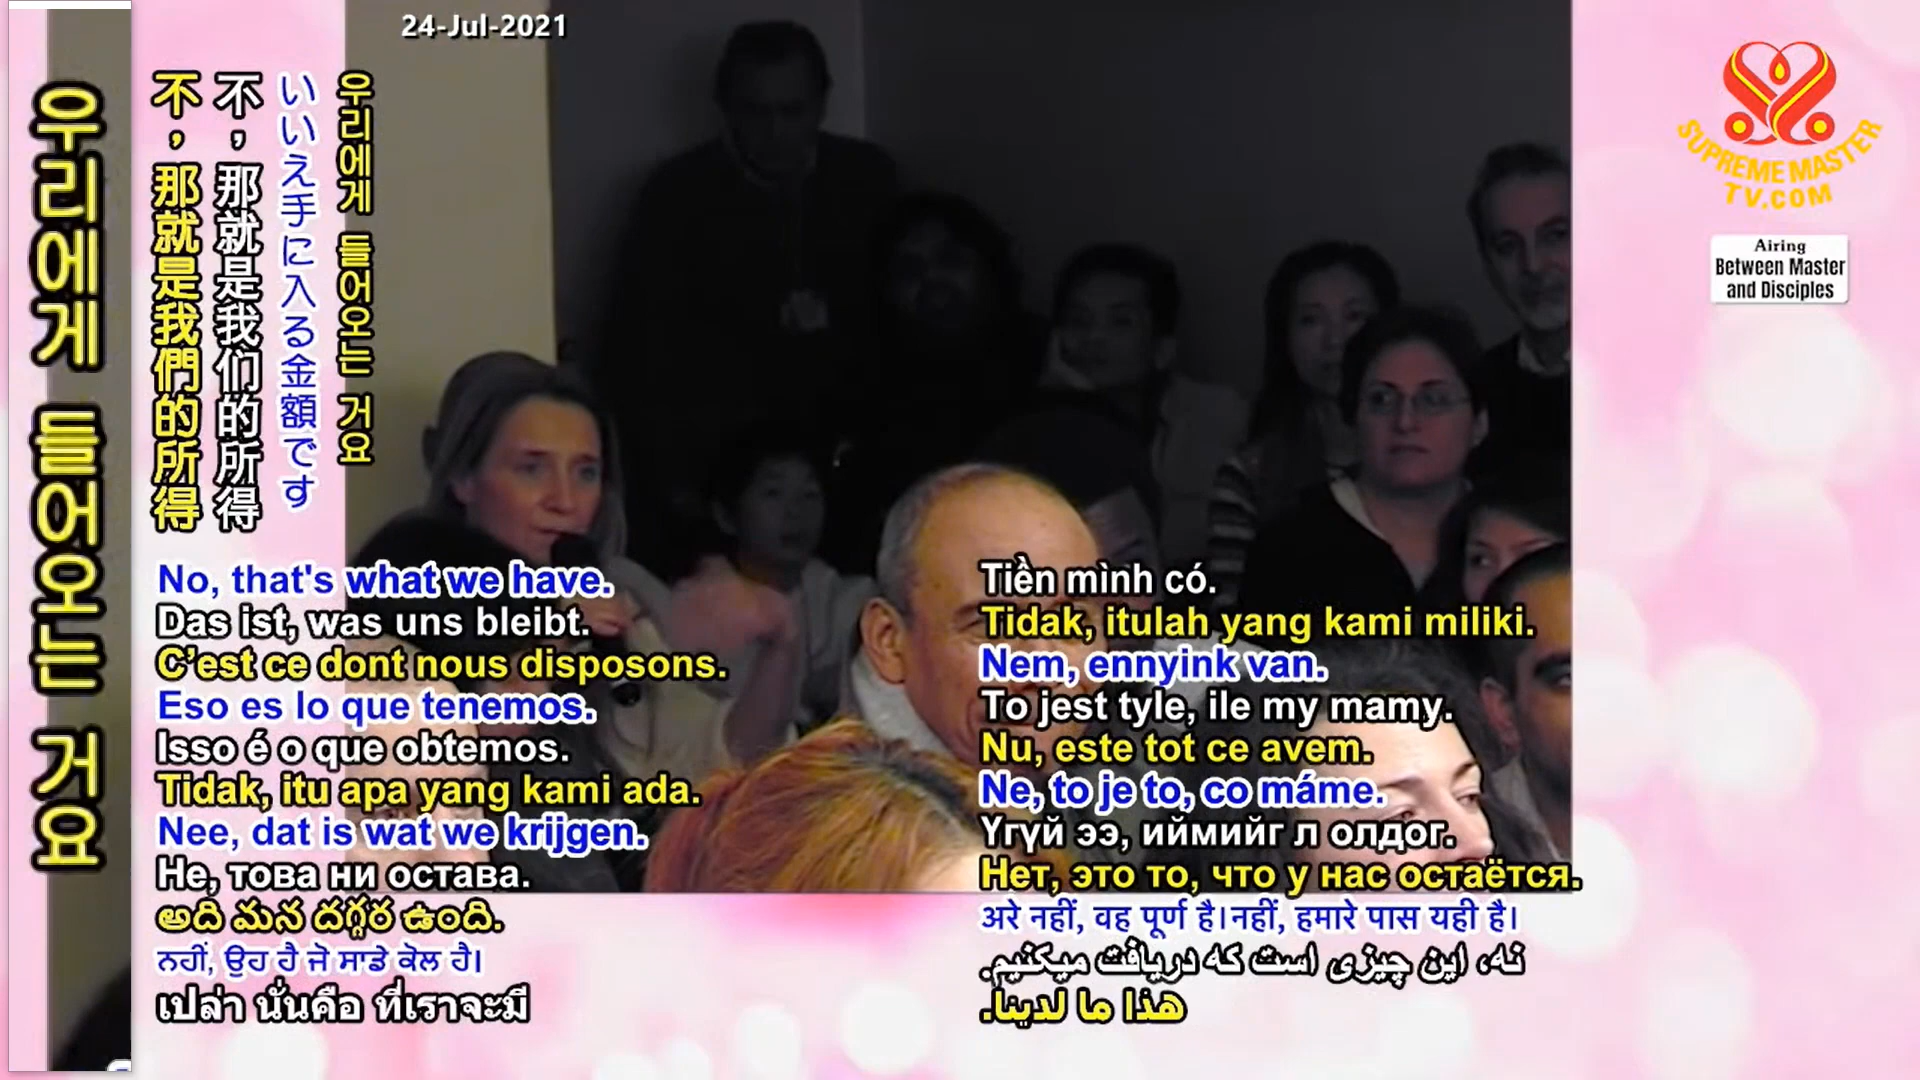 24-Jul-2021
우리에게 들어오는 거요
不，那就是我們的所得
不，那就是我们的所得
いいえ手に入る金額です
우리에게 들어오는 거요
SUPREME MASTER
TV.COM
Airing
Between Master
and Disciples
No, that's what we have.
Das ist, was uns bleibt.
C’est ce dont nous disposons.
Eso es lo que tenemos.
Isso é o que obtemos.
Tidak, itu apa yang kami ada.
Nee, dat is wat we krijgen.
Не, това ни остава.
అది మన దగ్గర ఉంది.
ਨਹੀਂ, ਉਹ ਹੈ ਜੋ ਸਾਡੇ ਕੋਲ ਹੈ।
เปล่า นั่นคือ ที่เราจะมี
Tiền mình có.
Tidak, itulah yang kami miliki.
Nem, ennyink van.
To jest tyle, ile my mamy.
Nu, este tot ce avem.
Ne, to je to, co máme.
Үгүй ээ, иймийг л олдог.
Нет, это то, что у нас остаётся.
अरे नहीं, वह पूर्ण है।नहीं, हमारे पास यही है।
نه، این چیزی است که دریافت میکنیم.
هذا ما لدينا.